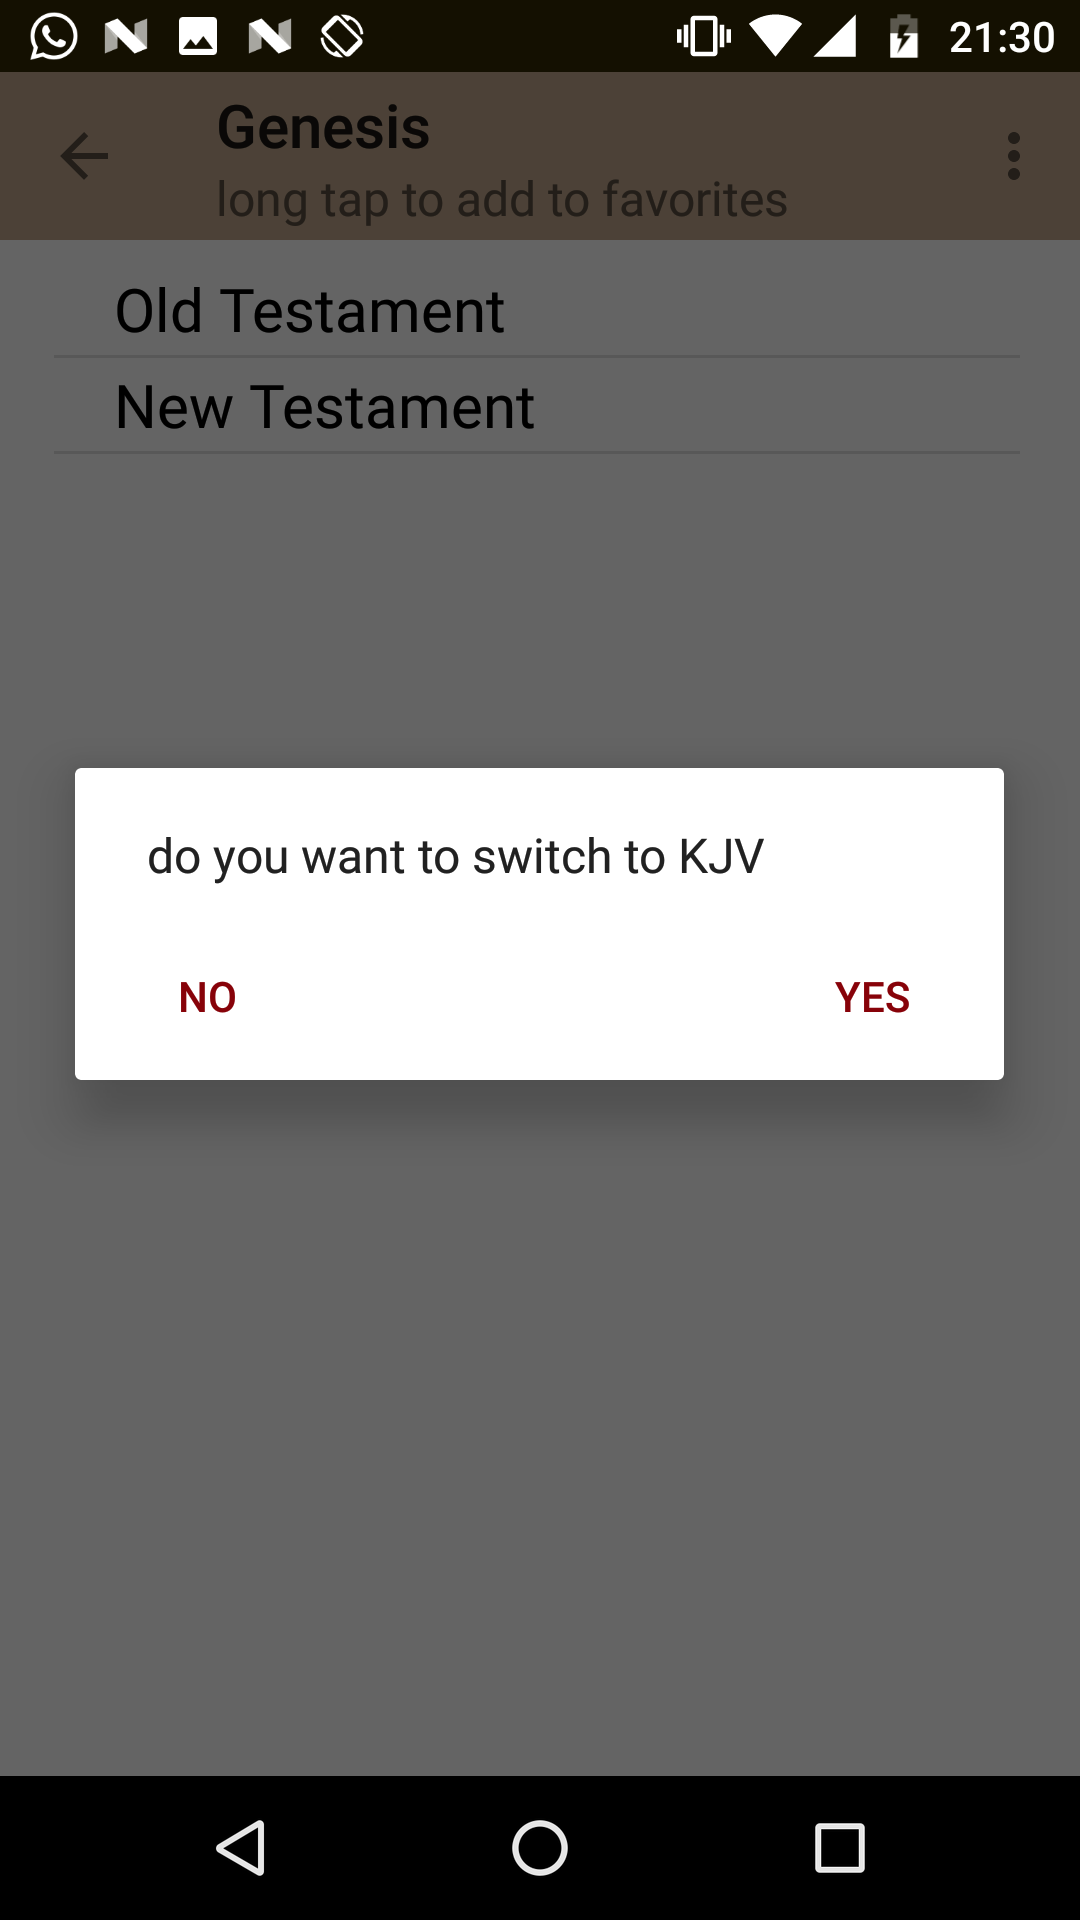 21:30
Genesis
long tap to add to favorites
Old Testament
New Testament
do you want to switch to KJV
NO YES